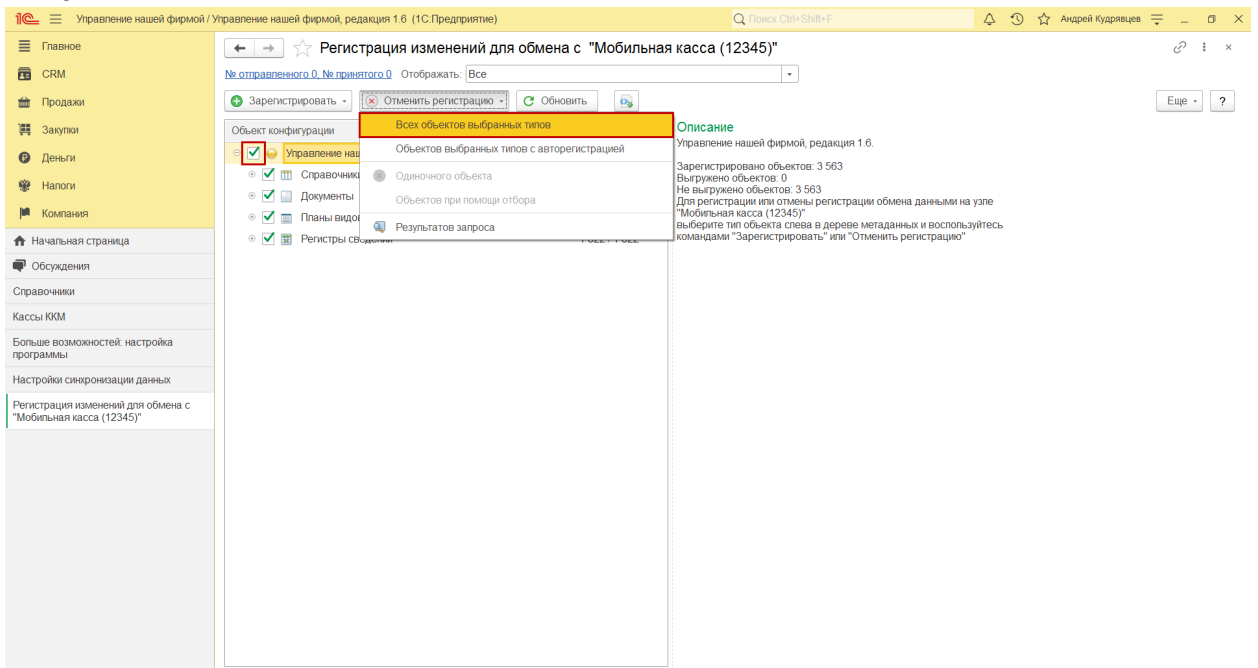 Управление нашей фирмой / Управление нашей фирмой, редакция 1.6 (1С:Предприятие)
Поиск Ctrl+Shift+F
Андрей Кудрявцев
Главное
CRM
Продажи
Закупки
Деньги
Налоги
Компания
Начальная страница
Обсуждения
Справочники
Кассы ККМ
Больше возможностей: настройка
программы
Настройки синхронизации данных
Регистрация изменений для обмена с
"Мобильная касса (12345)"
Регистрация изменений для обмена с "Мобильная касса (12345)"
№ отправленного 0, № принятого 0 Отображать: Все
Зарегистрировать
Отменить регистрацию
Обновить
Еще
?
Объект конфигурации
Управление наш
Справочники
Документы
Планы видо
Регистры сведений
Всех объектов выбранных типов
Объектов выбранных типов с авторегистрацией
Одиночного объекта
Объектов при помощи отбора
Результатов запроса
Описание
Управление нашей фирмой, редакция 1.6.
Зарегистрировано объектов: 3 563
Выгружено объектов: 0
Не выгружено объектов: 3 563
Для регистрации или отмены регистрации обмена данными на узле
"Мобильная касса (12345)"
выберите тип объекта слева в дереве метаданных и воспользуйтесь
командами "Зарегистрировать" или "Отменить регистрацию"